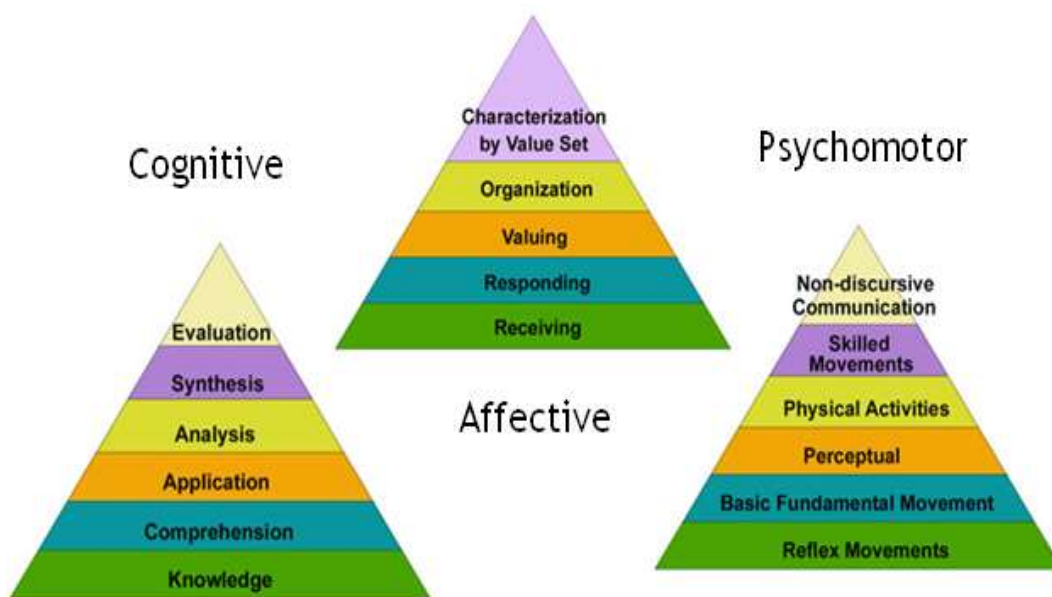 Cognitive
Evaluation
Synthesis
Analysis
Application
Comprehension
Knowledge
Characterization
by Value Set
Organization
Valuing
Responding
Receiving
Affective
Psychomotor
Non-discursive
Communication
Skilled
Movements
Physical Activities
Perceptual
Basic Fundamental Movement
Reflex Movements